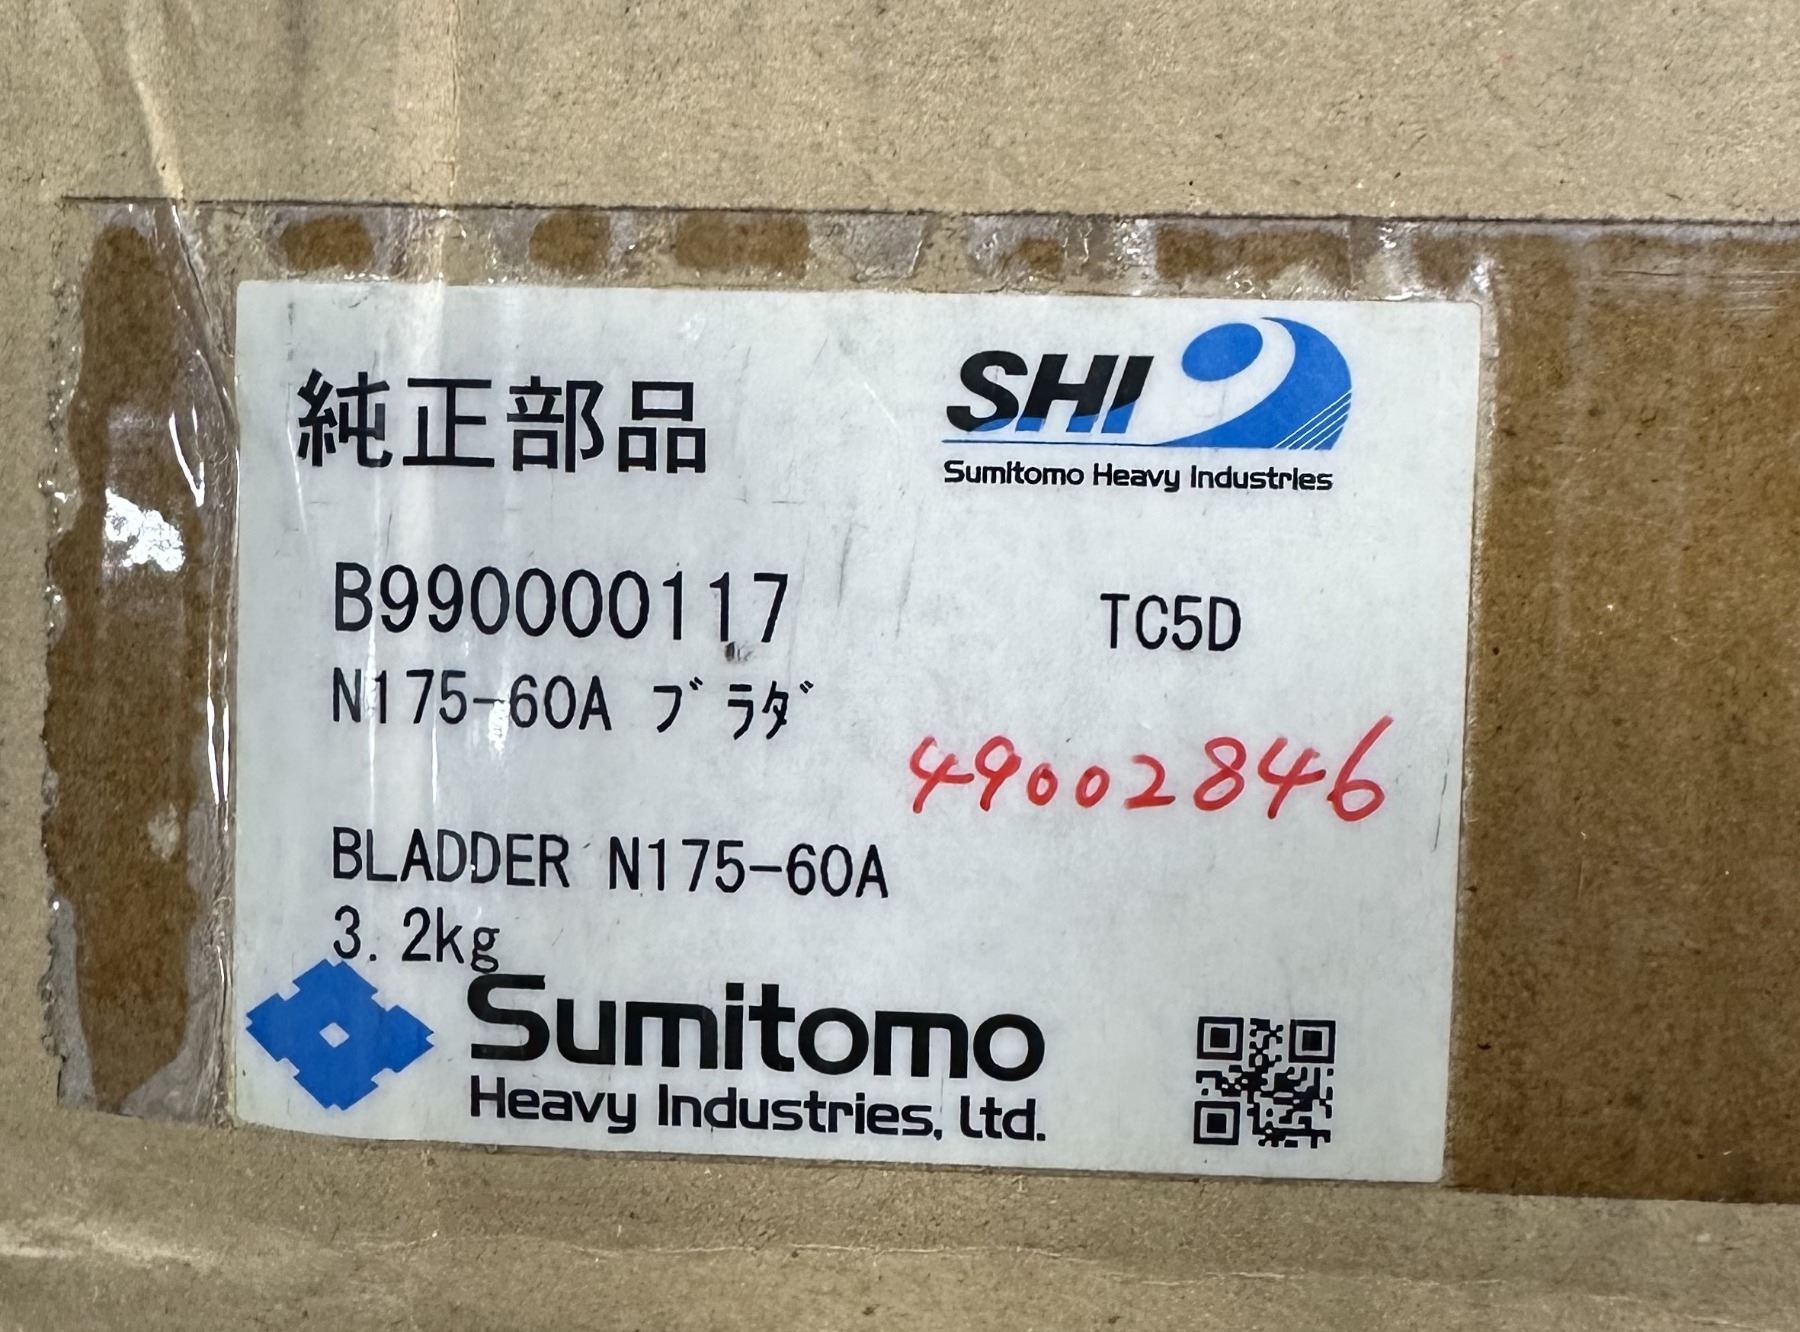 純正部品
SHI
Sumitomo Heavy Industries
B990000117
TC5D
N175-60A ブラダ
49002846
BLADDER N175-60A
3.2kg
Sumitomo
Heavy Industries, Ltd.